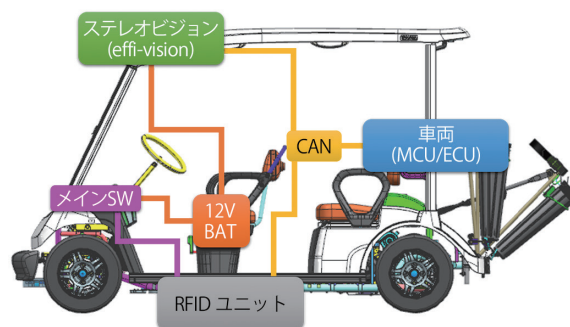 ステレオビジョン
(effi-vision)
CAN
車両
(MCU/ECU)
メインSW
12V
BAT
RFID ユニット